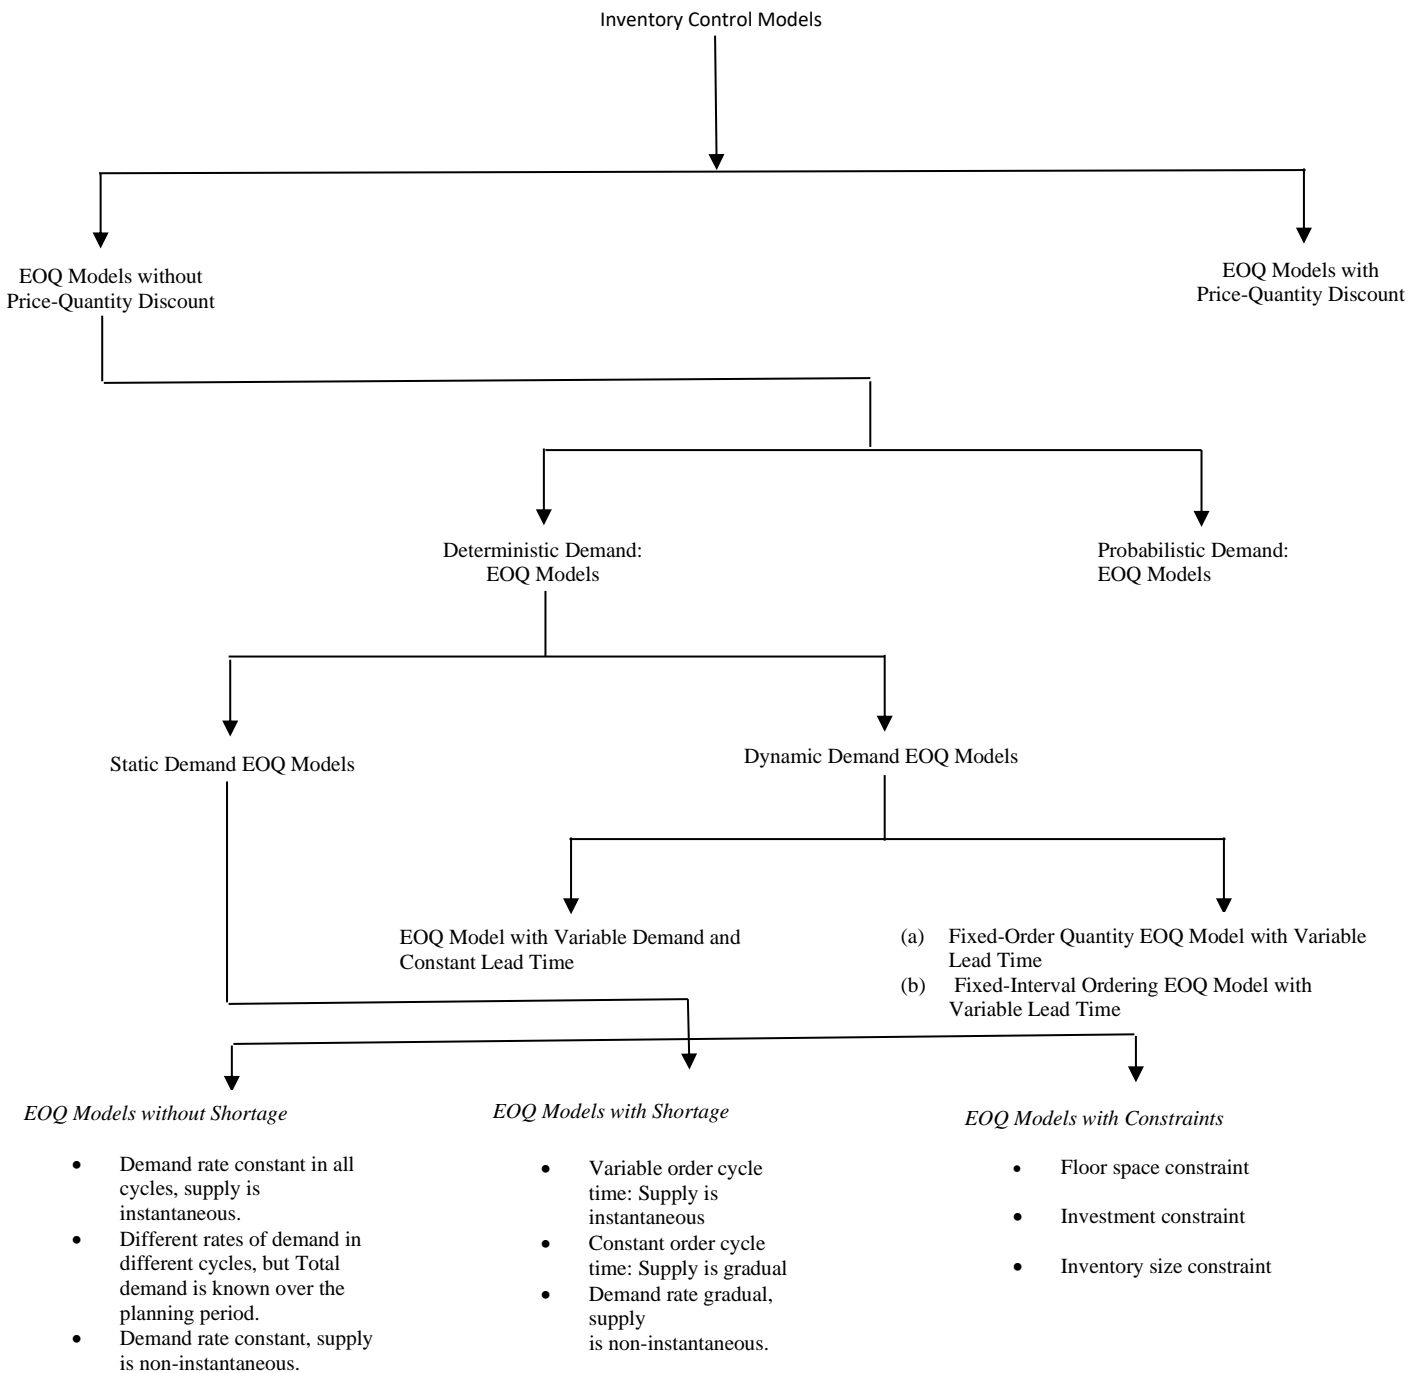 Inventory Control Models
EOQ Models without
Price-Quantity Discount
EOQ Models with
Price-Quantity Discount
Deterministic Demand:
EOQ Models
Probabilistic Demand:
EOQ Models
Static Demand EOQ Models
Dynamic Demand EOQ Models
EOQ Model with Variable Demand and
Constant Lead Time
(a) Fixed-Order Quantity EOQ Model with Variable
Lead Time
(b) Fixed-Interval Ordering EOQ Model with
Variable Lead Time
EOQ Models without Shortage
• Demand rate constant in all
cycles, supply is
instantaneous.
• Different rates of demand in
different cycles, but Total
demand is known over the
planning period.
• Demand rate constant, supply
is non-instantaneous.
EOQ Models with Shortage
• Variable order cycle
time: Supply is
instantaneous
• Constant order cycle
time: Supply is gradual
• Demand rate gradual,
supply
is non-instantaneous.
EOQ Models with Constraints
• Floor space constraint
• Investment constraint
• Inventory size constraint